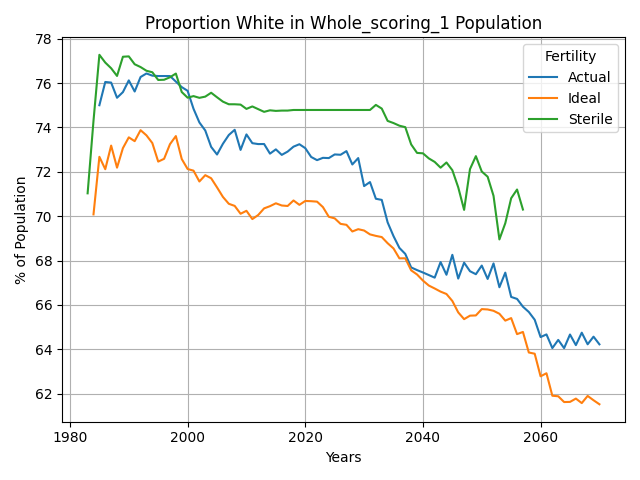 Proportion White in Whole_scoring_1 Population
Fertility
Actual
Ideal
Sterile
% of Population
78
76
74
72
70
68
66
64
62
1980
2000
2020
2040
2060
Years